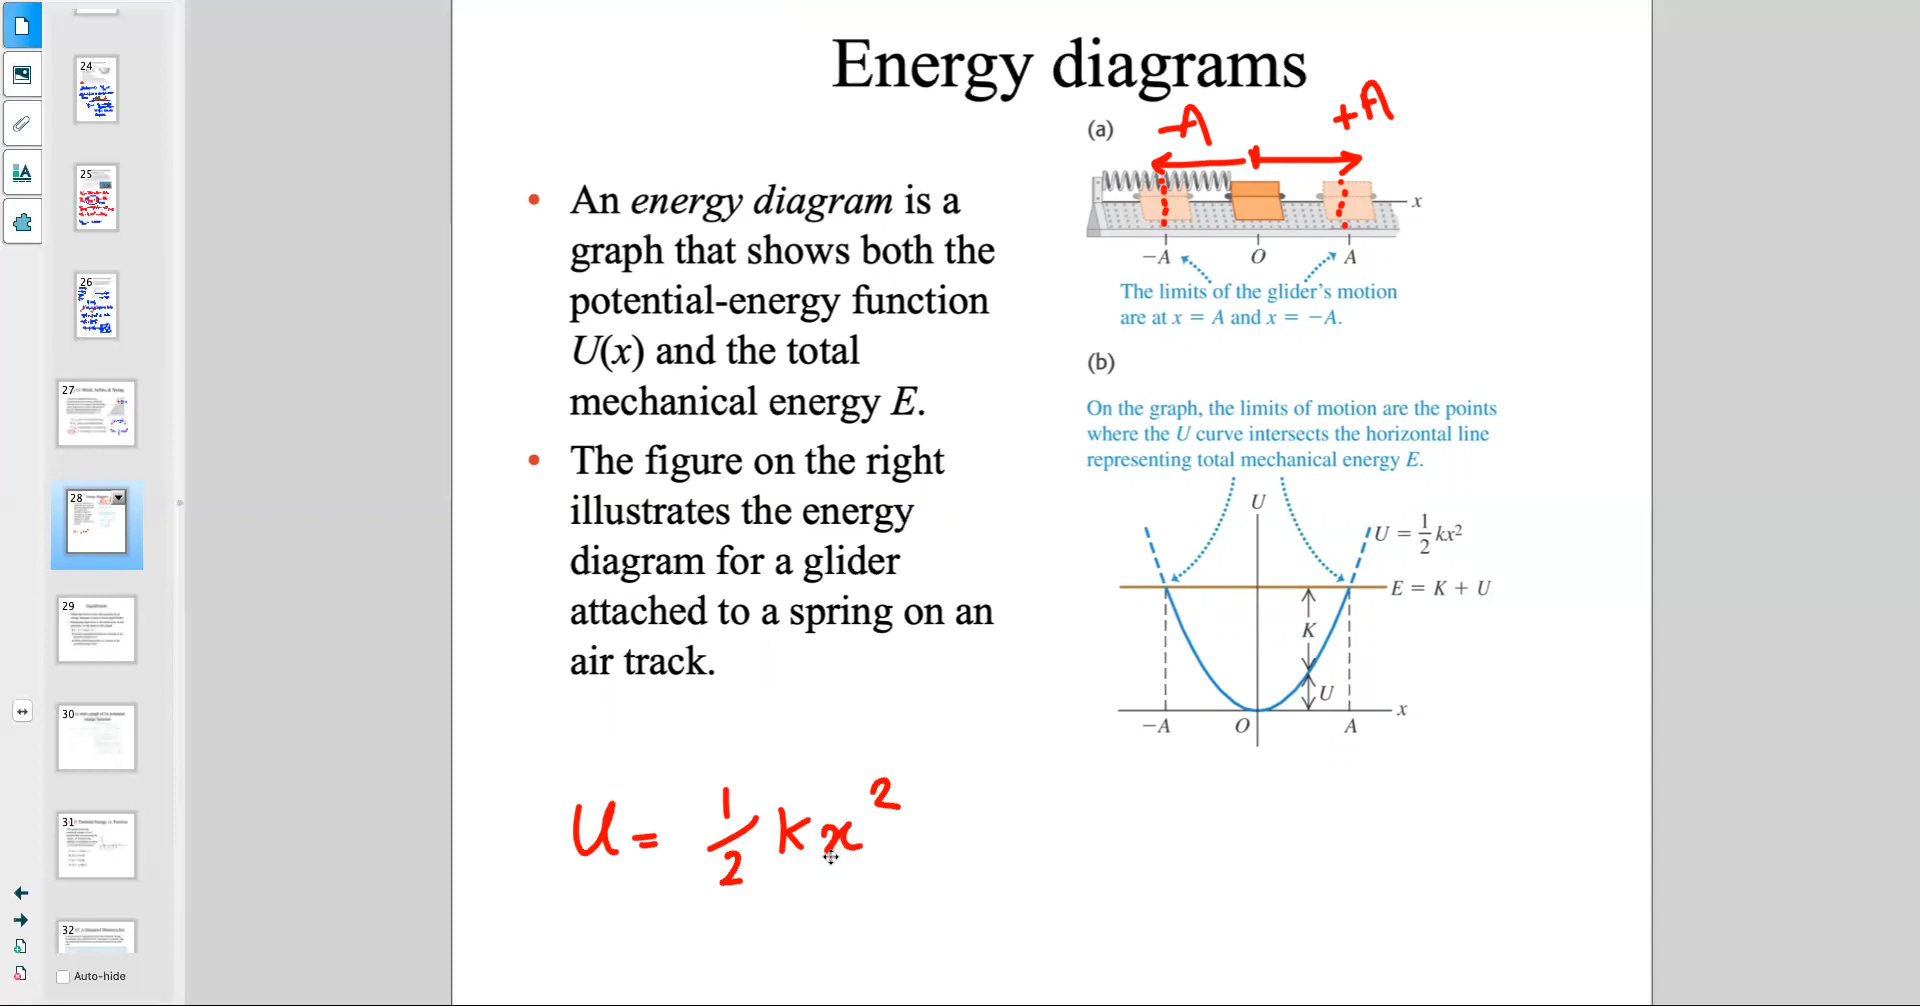 Energy diagrams
• An energy diagram is a
graph that shows both the
potential-energy function
U(x) and the total
mechanical energy E.
• The figure on the right
illustrates the energy
diagram for a glider
attached to a spring on an
air track.
U = 1/2 Kx²
(a)
-A +A
x
−A O A
The limits of the glider's motion
are at x = A and x = −A.
(b)
On the graph, the limits of motion are the points
where the U curve intersects the horizontal line
representing total mechanical energy E.
U
U = 1/2 kx²
E = K + U
K
U
x
−A O A
24
25
26
27
28
29
30
31
32
Auto-hide